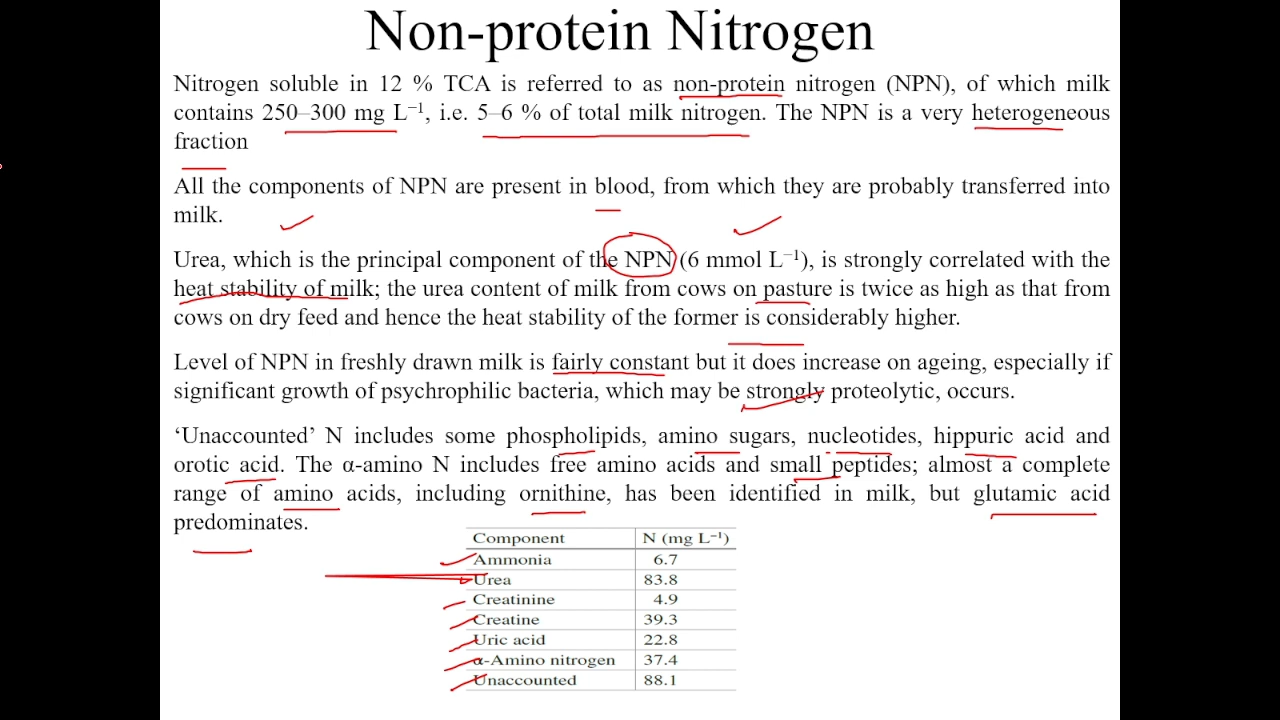 Non-protein Nitrogen
Nitrogen soluble in 12 % TCA is referred to as non-protein nitrogen (NPN), of which milk
contains 250–300 mg L⁻¹, i.e. 5–6 % of total milk nitrogen. The NPN is a very heterogeneous
fraction
All the components of NPN are present in blood, from which they are probably transferred into
milk.
Urea, which is the principal component of the NPN (6 mmol L⁻¹), is strongly correlated with the
heat stability of milk; the urea content of milk from cows on pasture is twice as high as that from
cows on dry feed and hence the heat stability of the former is considerably higher.
Level of NPN in freshly drawn milk is fairly constant but it does increase on ageing, especially if
significant growth of psychrophilic bacteria, which may be strongly proteolytic, occurs.
‘Unaccounted’ N includes some phospholipids, amino sugars, nucleotides, hippuric acid and
orotic acid. The α-amino N includes free amino acids and small peptides; almost a complete
range of amino acids, including ornithine, has been identified in milk, but glutamic acid
predominates.
Component N (mg L⁻¹)
Ammonia 6.7
Urea 83.8
Creatinine 4.9
Creatine 39.3
Uric acid 22.8
α-Amino nitrogen 37.4
Unaccounted 88.1